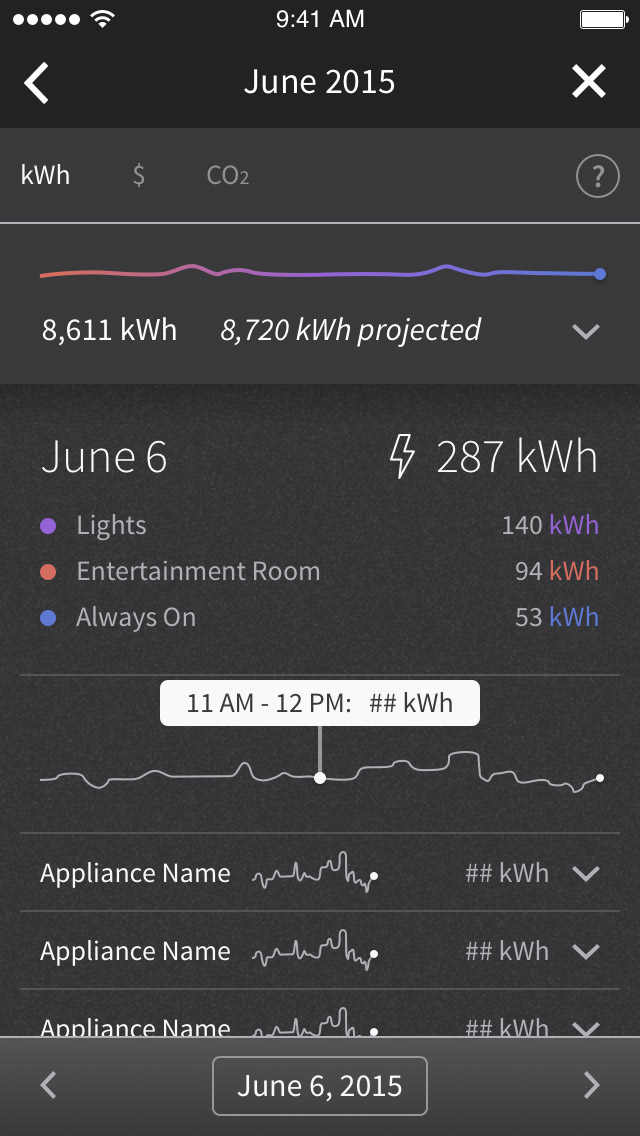 9:41 AM
June 2015
kWh $ CO2 ?
8,611 kWh 8,720 kWh projected
June 6 287 kWh
Lights 140 kWh
Entertainment Room 94 kWh
Always On 53 kWh
11 AM - 12 PM: ## kWh
Appliance Name ## kWh
Appliance Name ## kWh
Appliance Name ## kWh
June 6, 2015